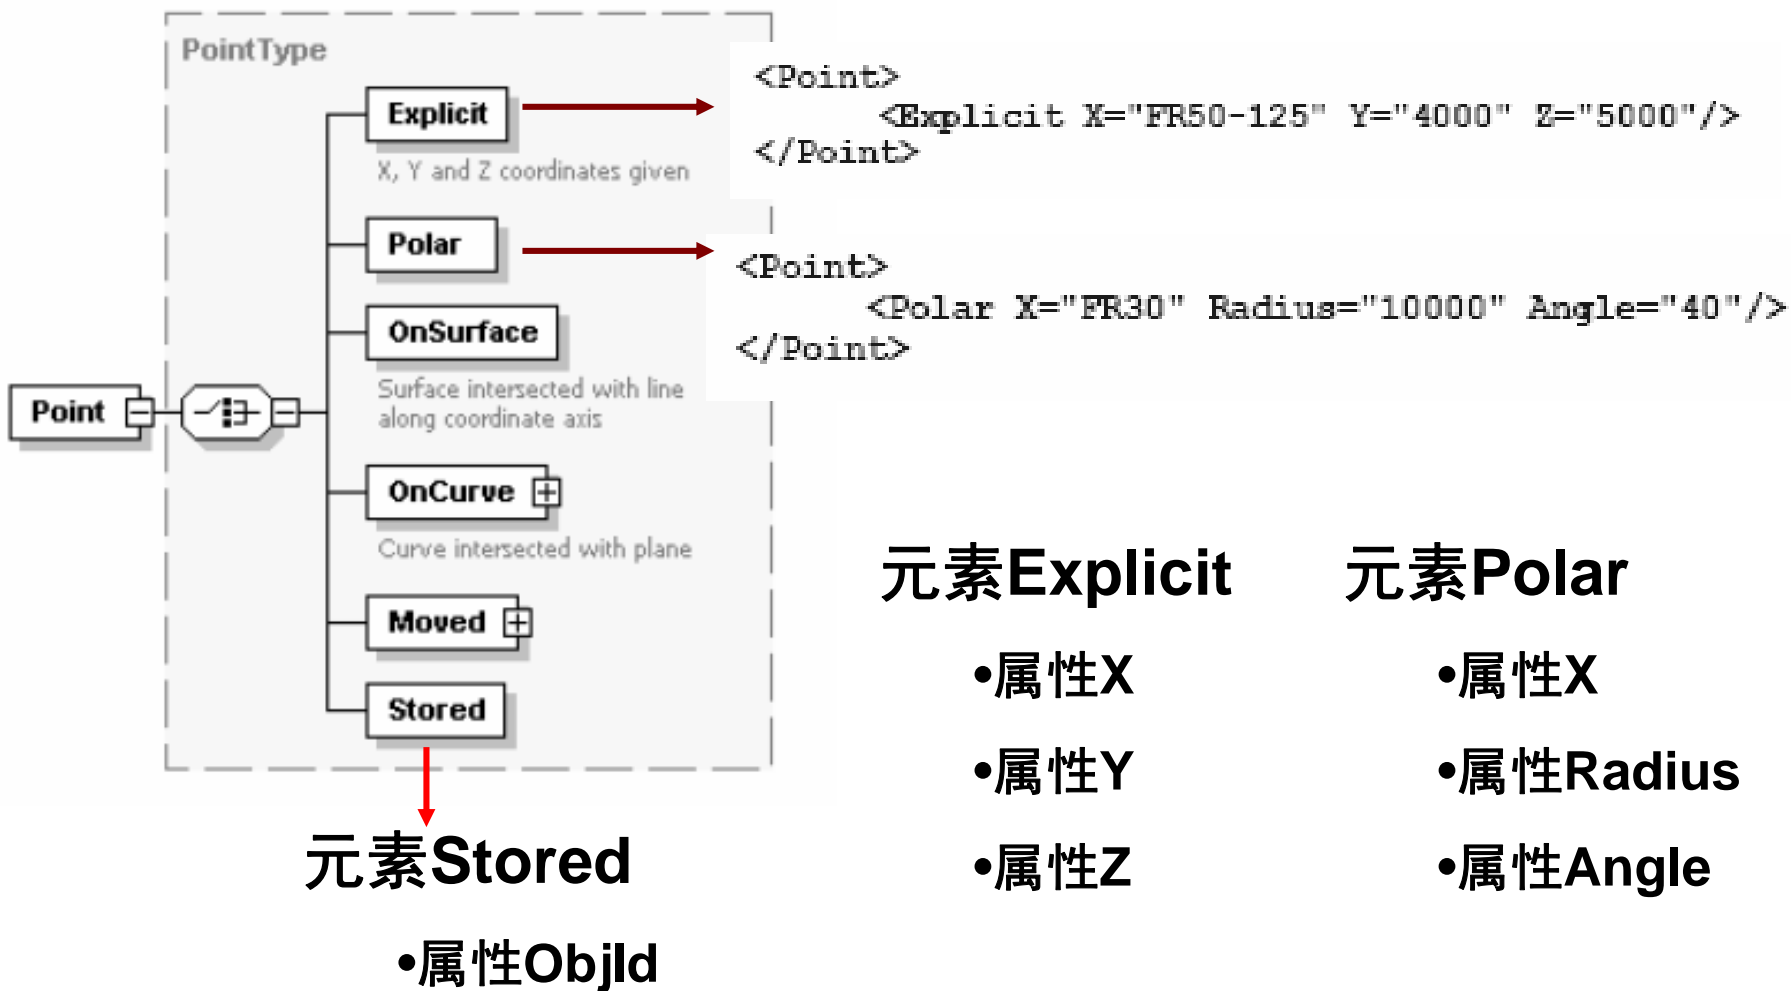 PointType
Explicit
X, Y and Z coordinates given
Polar
OnSurface
Surface intersected with line
along coordinate axis
Point
OnCurve
Curve intersected with plane
Moved
Stored
<Point>
<Explicit X="FR50-125" Y="4000" Z="5000"/>
</Point>
<Point>
<Polar X="FR30" Radius="10000" Angle="40"/>
</Point>
元素Explicit
•属性X
•属性Y
•属性Z
元素Polar
•属性X
•属性Radius
•属性Angle
元素Stored
•属性ObjId